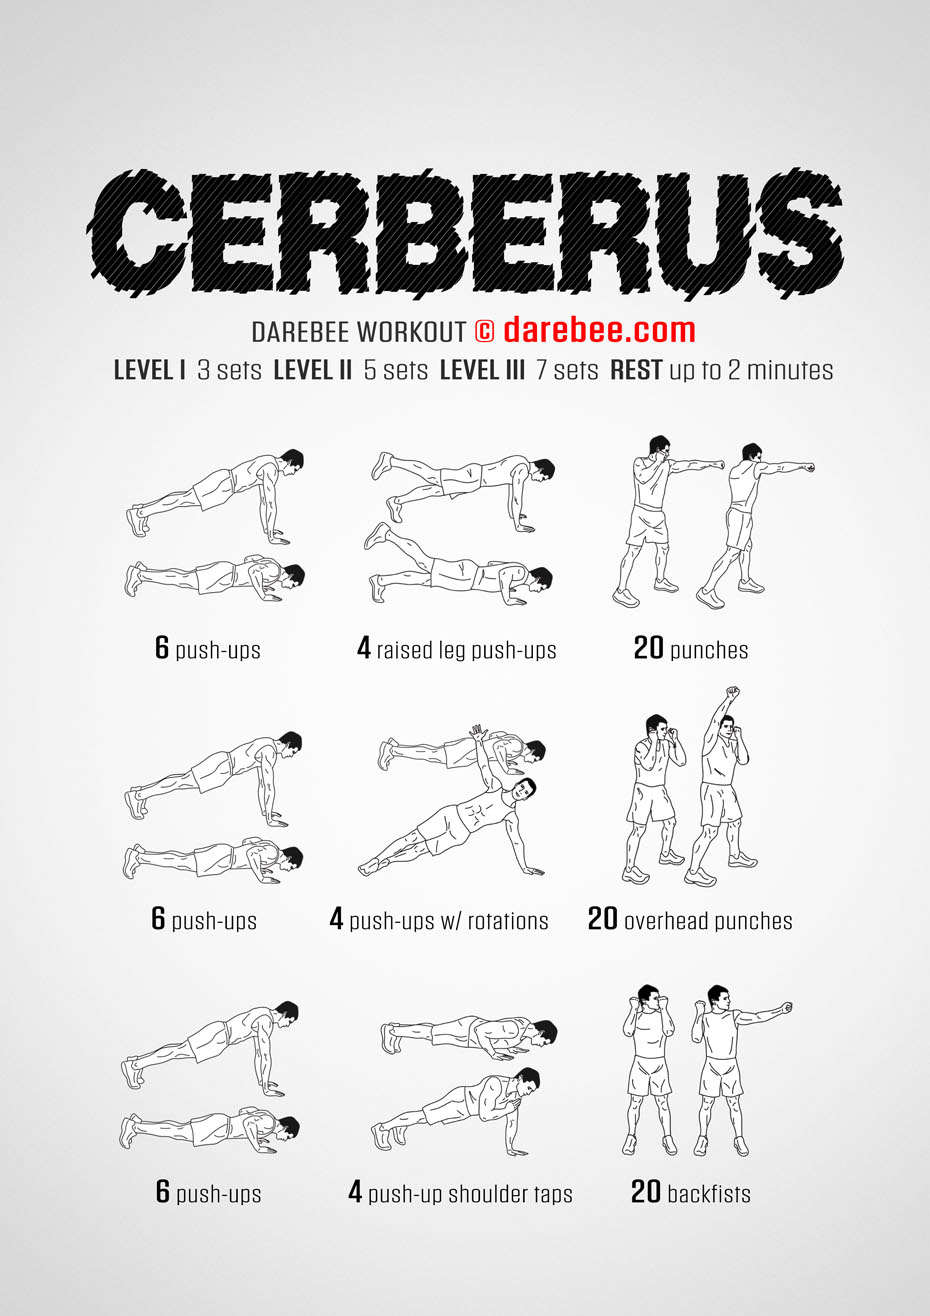 CERBERUS
DAREBEE WORKOUT © darebee.com
LEVEL I 3 sets LEVEL II 5 sets LEVEL III 7 sets REST up to 2 minutes
6 push-ups
4 raised leg push-ups
20 punches
6 push-ups
4 push-ups w/ rotations
20 overhead punches
6 push-ups
4 push-up shoulder taps
20 backfists